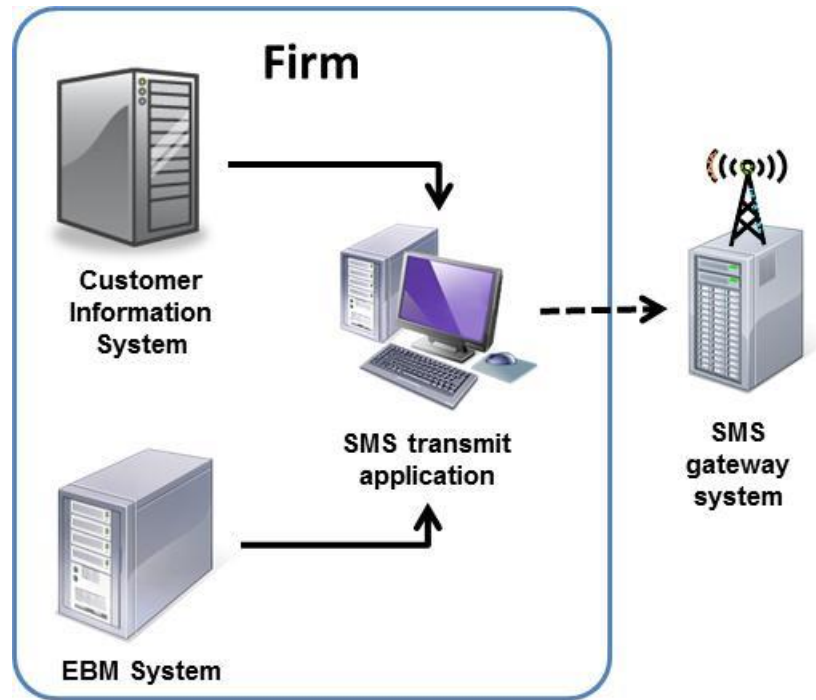 Firm
Customer
Information
System
SMS transmit
application
SMS
gateway
system
EBM System